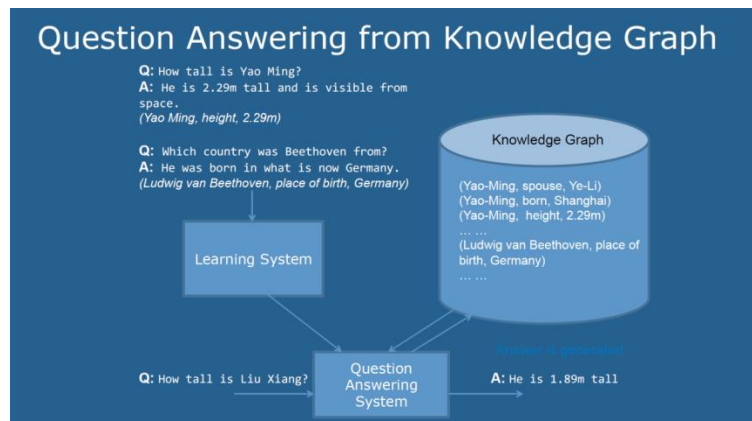 Question Answering from Knowledge Graph
Q: How tall is Yao Ming?
A: He is 2.29m tall and is visible from
space.
(Yao Ming, height, 2.29m)
Q: Which country was Beethoven from?
A: He was born in what is now Germany.
(Ludwig van Beethoven, place of birth, Germany)
Learning System
Knowledge Graph
(Yao-Ming, spouse, Ye-Li)
(Yao-Ming, born, Shanghai)
(Yao-Ming, height, 2.29m)
... ...
(Ludwig van Beethoven, place of
birth, Germany)
... ...
Answer is generated
Q: How tall is Liu Xiang?
Question
Answering
System
A: He is 1.89m tall